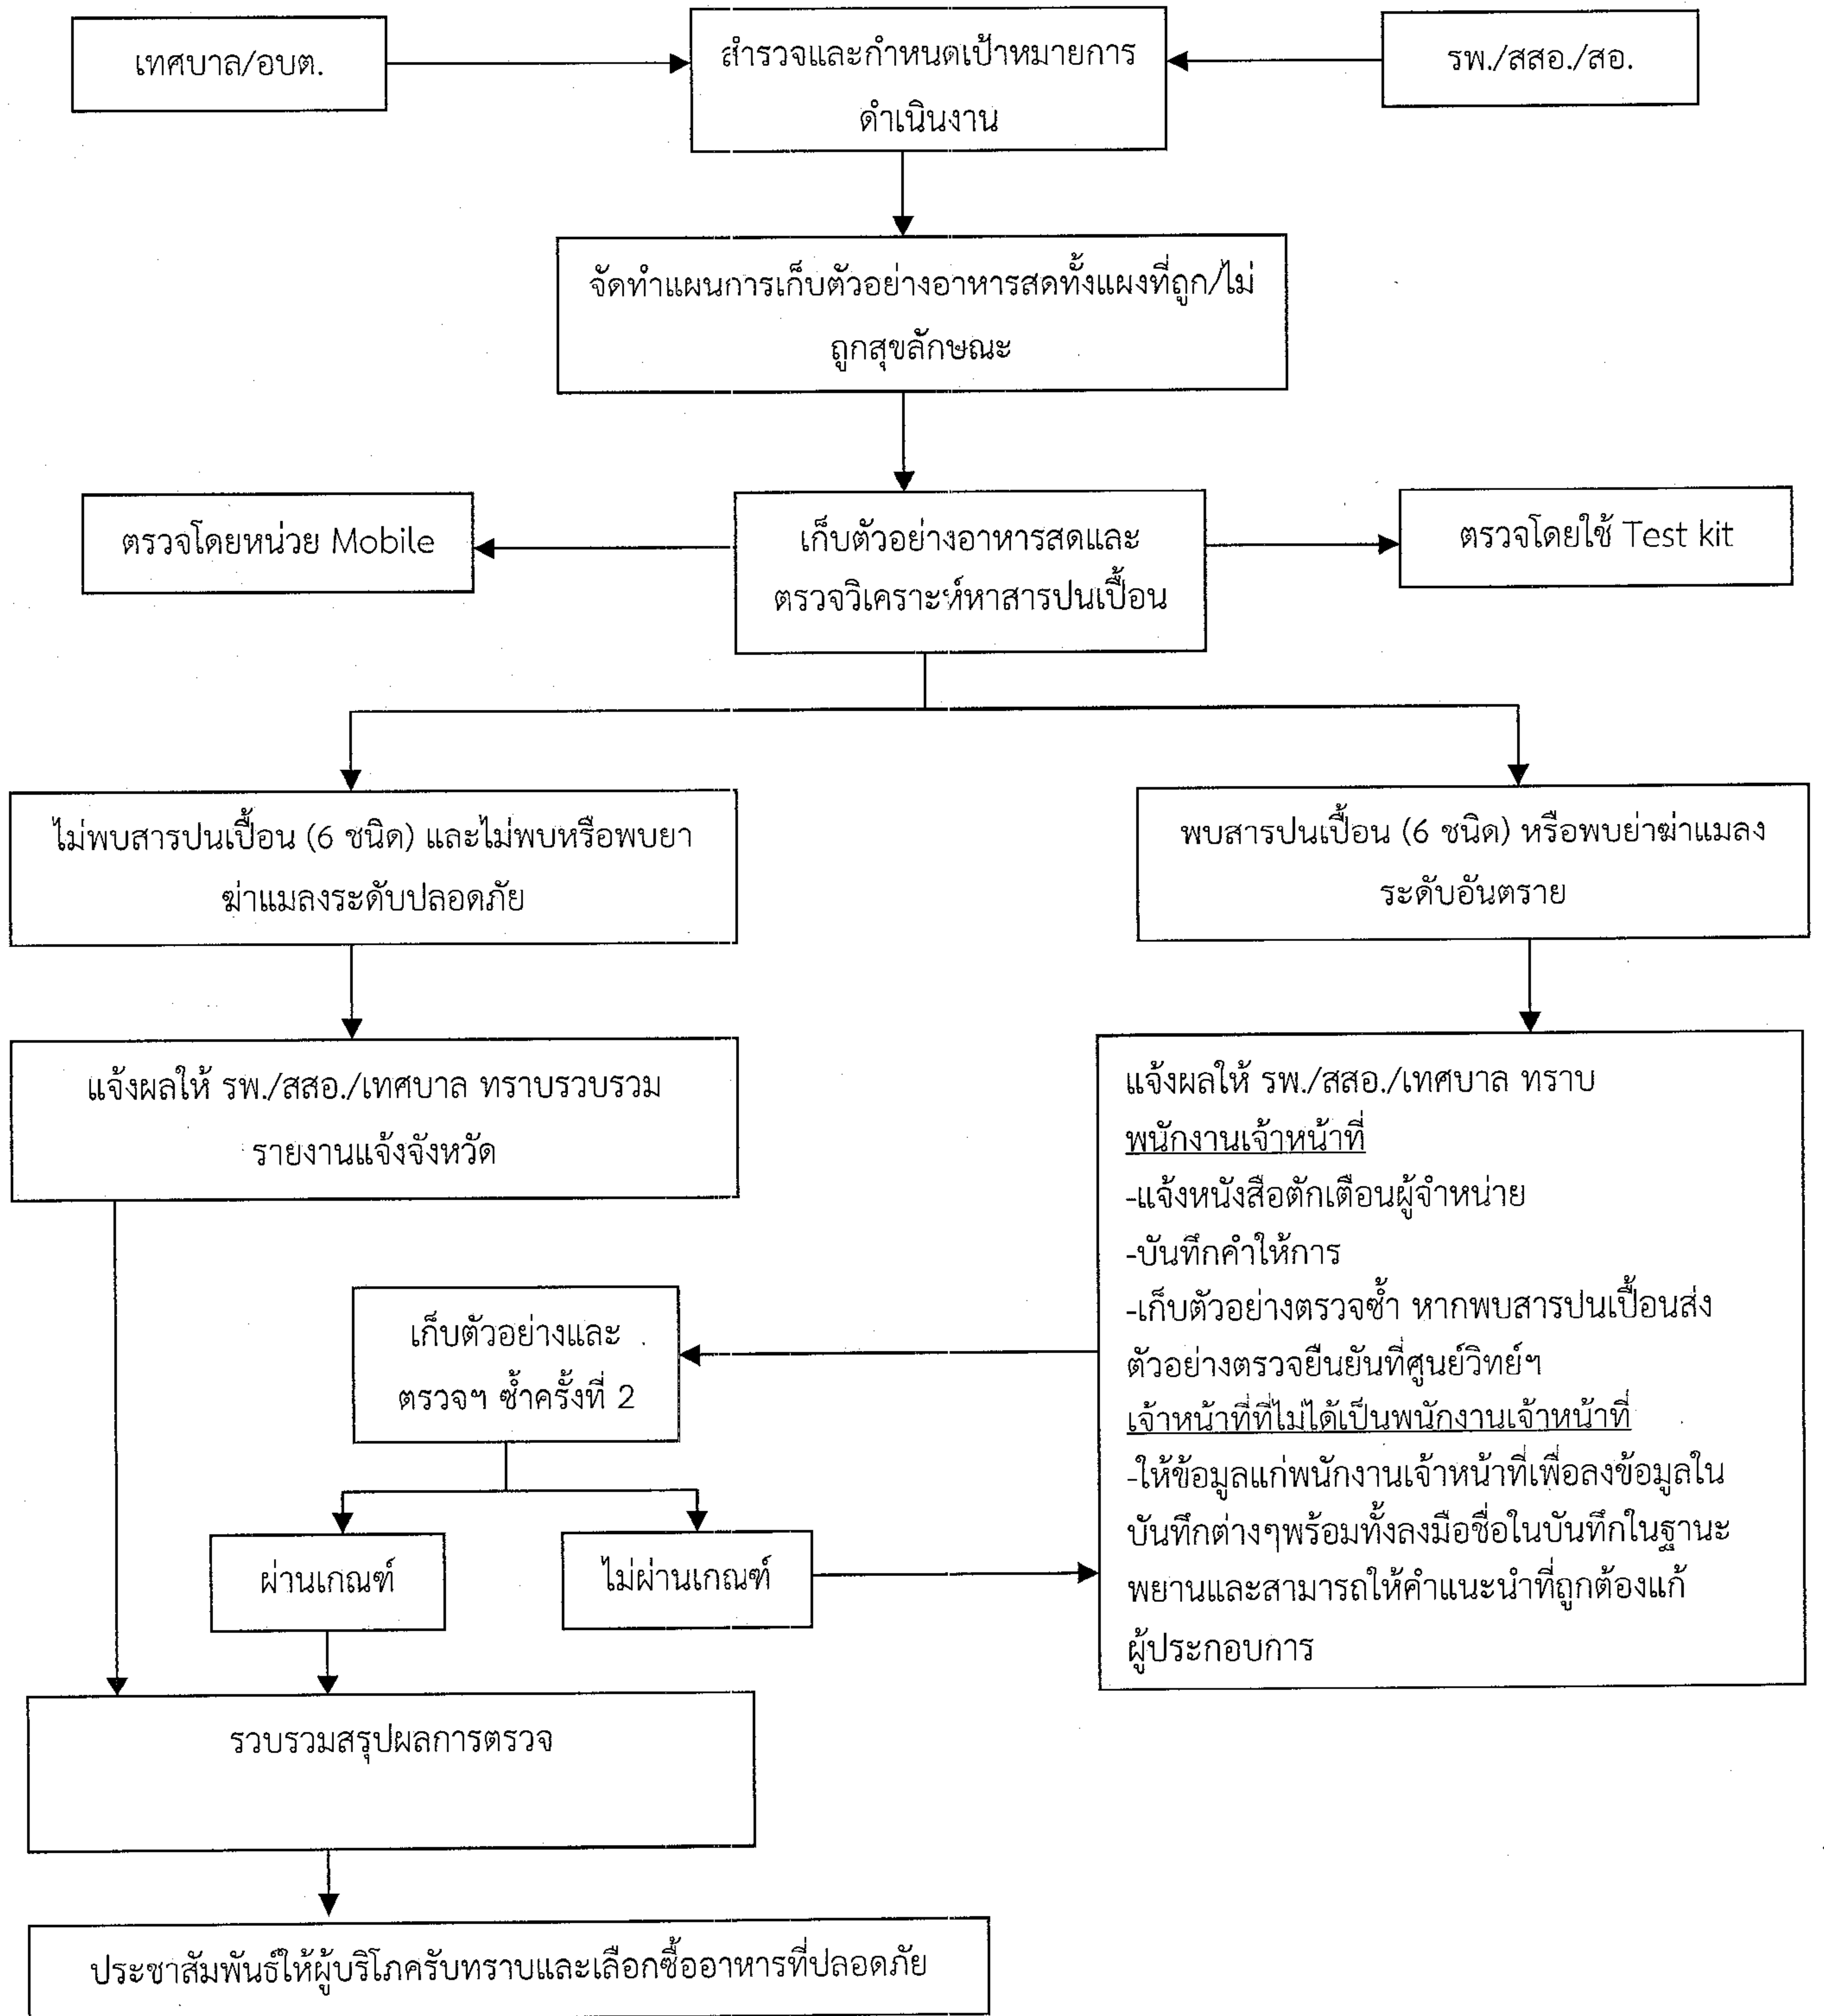 เทศบาล/อบต.
สำรวจและกำหนดเป้าหมายการ
ดำเนินงาน
รพ./สสอ./สอ.
จัดทำแผนการเก็บตัวอย่างอาหารสดทั้งแผงที่ถูก/ไม่
ถูกสุขลักษณะ
ตรวจโดยหน่วย Mobile
เก็บตัวอย่างอาหารสดและ
ตรวจวิเคราะห์หาสารปนเปื้อน
ตรวจโดยใช้ Test kit
ไม่พบสารปนเปื้อน (6 ชนิด) และไม่พบหรือพบยา
ฆ่าแมลงระดับปลอดภัย
พบสารปนเปื้อน (6 ชนิด) หรือพบย่าฆ่าแมลง
ระดับอันตราย
แจ้งผลให้ รพ./สสอ./เทศบาล ทราบรวบรวม
รายงานแจ้งจังหวัด
แจ้งผลให้ รพ./สสอ./เทศบาล ทราบ
พนักงานเจ้าหน้าที่
-แจ้งหนังสือตักเตือนผู้จำหน่าย
-บันทึกคำให้การ
-เก็บตัวอย่างตรวจซ้ำ หากพบสารปนเปื้อนส่ง
ตัวอย่างตรวจยืนยันที่ศูนย์วิทย์ฯ
เจ้าหน้าที่ที่ไม่ได้เป็นพนักงานเจ้าหน้าที่
-ให้ข้อมูลแก่พนักงานเจ้าหน้าที่เพื่อลงข้อมูลใน
บันทึกต่างๆพร้อมทั้งลงมือชื่อในบันทึกในฐานะ
พยานและสามารถให้คำแนะนำที่ถูกต้องแก้
ผู้ประกอบการ
เก็บตัวอย่างและ
ตรวจฯ ซ้ำครั้งที่ 2
ผ่านเกณฑ์
ไม่ผ่านเกณฑ์
รวบรวมสรุปผลการตรวจ
ประชาสัมพันธ์ให้ผู้บริโภครับทราบและเลือกซื้ออาหารที่ปลอดภัย